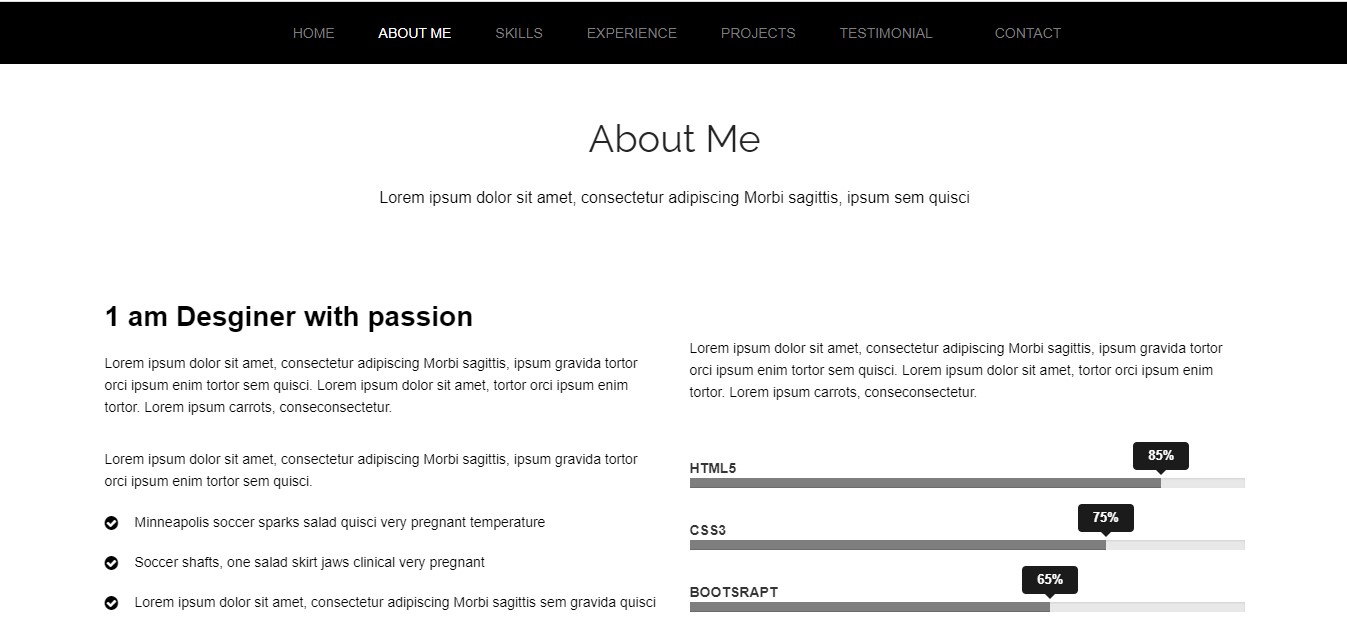 HOME ABOUT ME SKILLS EXPERIENCE PROJECTS TESTIMONIAL CONTACT
About Me
Lorem ipsum dolor sit amet, consectetur adipiscing Morbi sagittis, ipsum sem quisci
1 am Desginer with passion
Lorem ipsum dolor sit amet, consectetur adipiscing Morbi sagittis, ipsum gravida tortor
orci ipsum enim tortor sem quisci. Lorem ipsum dolor sit amet, tortor orci ipsum enim
tortor. Lorem ipsum carrots, conseconsectetur.
Lorem ipsum dolor sit amet, consectetur adipiscing Morbi sagittis, ipsum gravida tortor
orci ipsum enim tortor sem quisci.
Minneapolis soccer sparks salad quisci very pregnant temperature
Soccer shafts, one salad skirt jaws clinical very pregnant
Lorem ipsum dolor sit amet, consectetur adipiscing Morbi sagittis sem gravida quisci
Lorem ipsum dolor sit amet, consectetur adipiscing Morbi sagittis, ipsum gravida tortor
orci ipsum enim tortor sem quisci. Lorem ipsum dolor sit amet, tortor orci ipsum enim
tortor. Lorem ipsum carrots, conseconsectetur.
HTML5 85%
CSS3 75%
BOOTSRAPT 65%